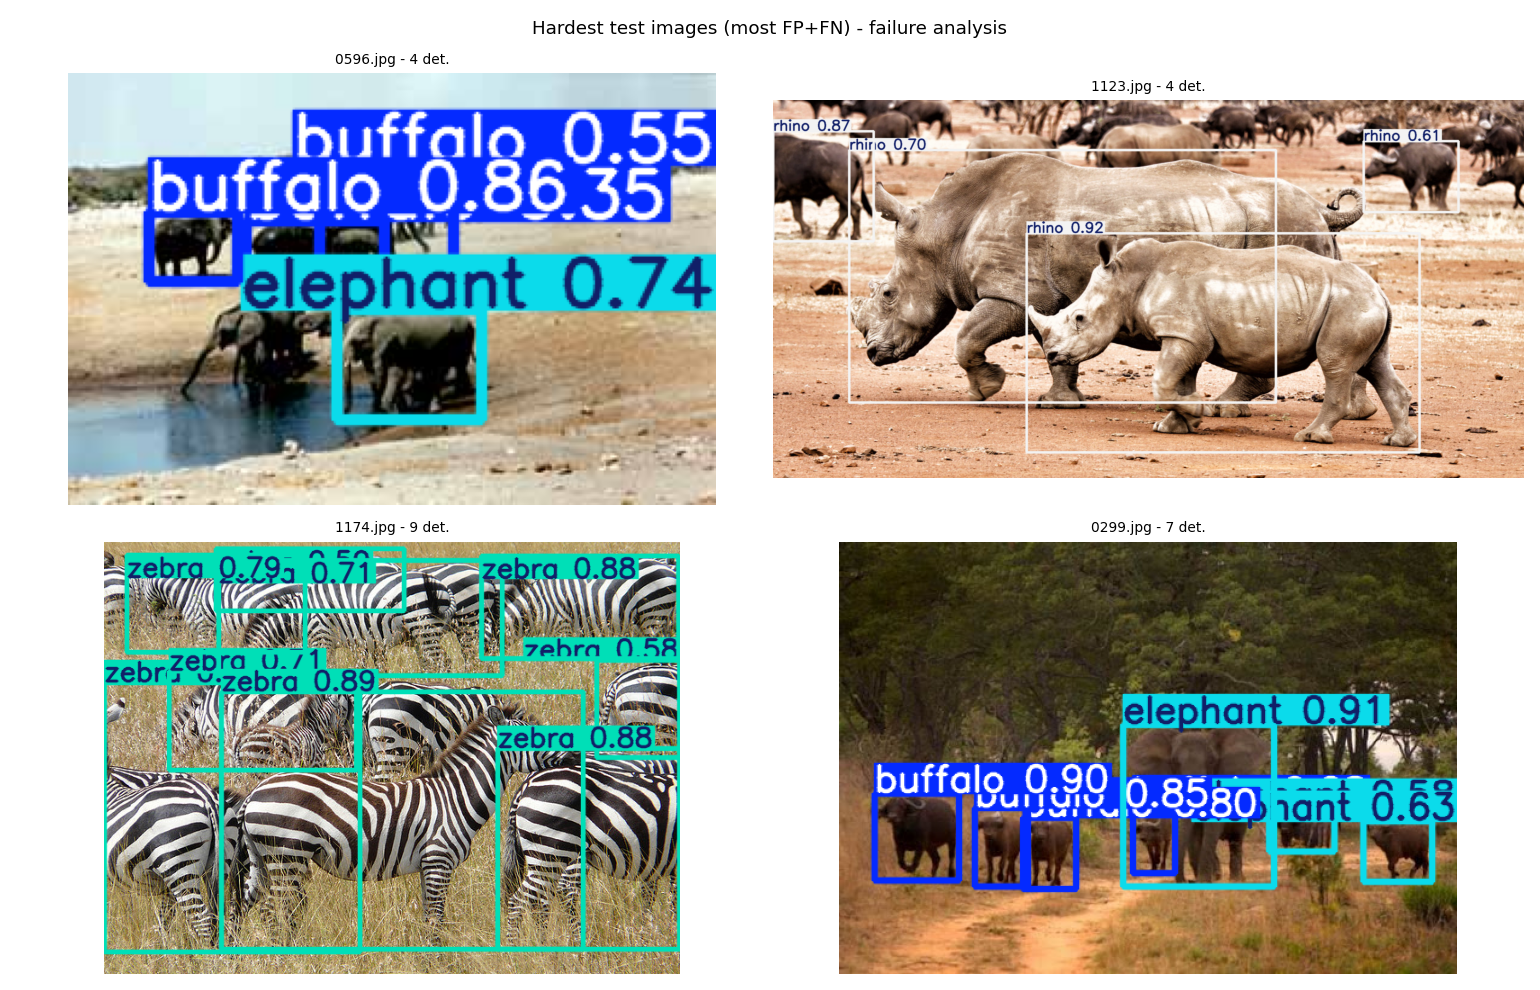 Hardest test images (most FP+FN) - failure analysis
0596.jpg - 4 det.
buffalo 0.55
buffalo 0.86
35
elephant 0.74
1123.jpg - 4 det.
rhino 0.87
rhino 0.70
rhino 0.61
rhino 0.92
1174.jpg - 9 det.
zebra 0.79
0.71
zebra 0.88
zebra 0.58
zebra 0.71
zebra
zebra 0.89
zebra 0.88
0299.jpg - 7 det.
elephant 0.91
buffalo 0.90
0.85
80
0.63